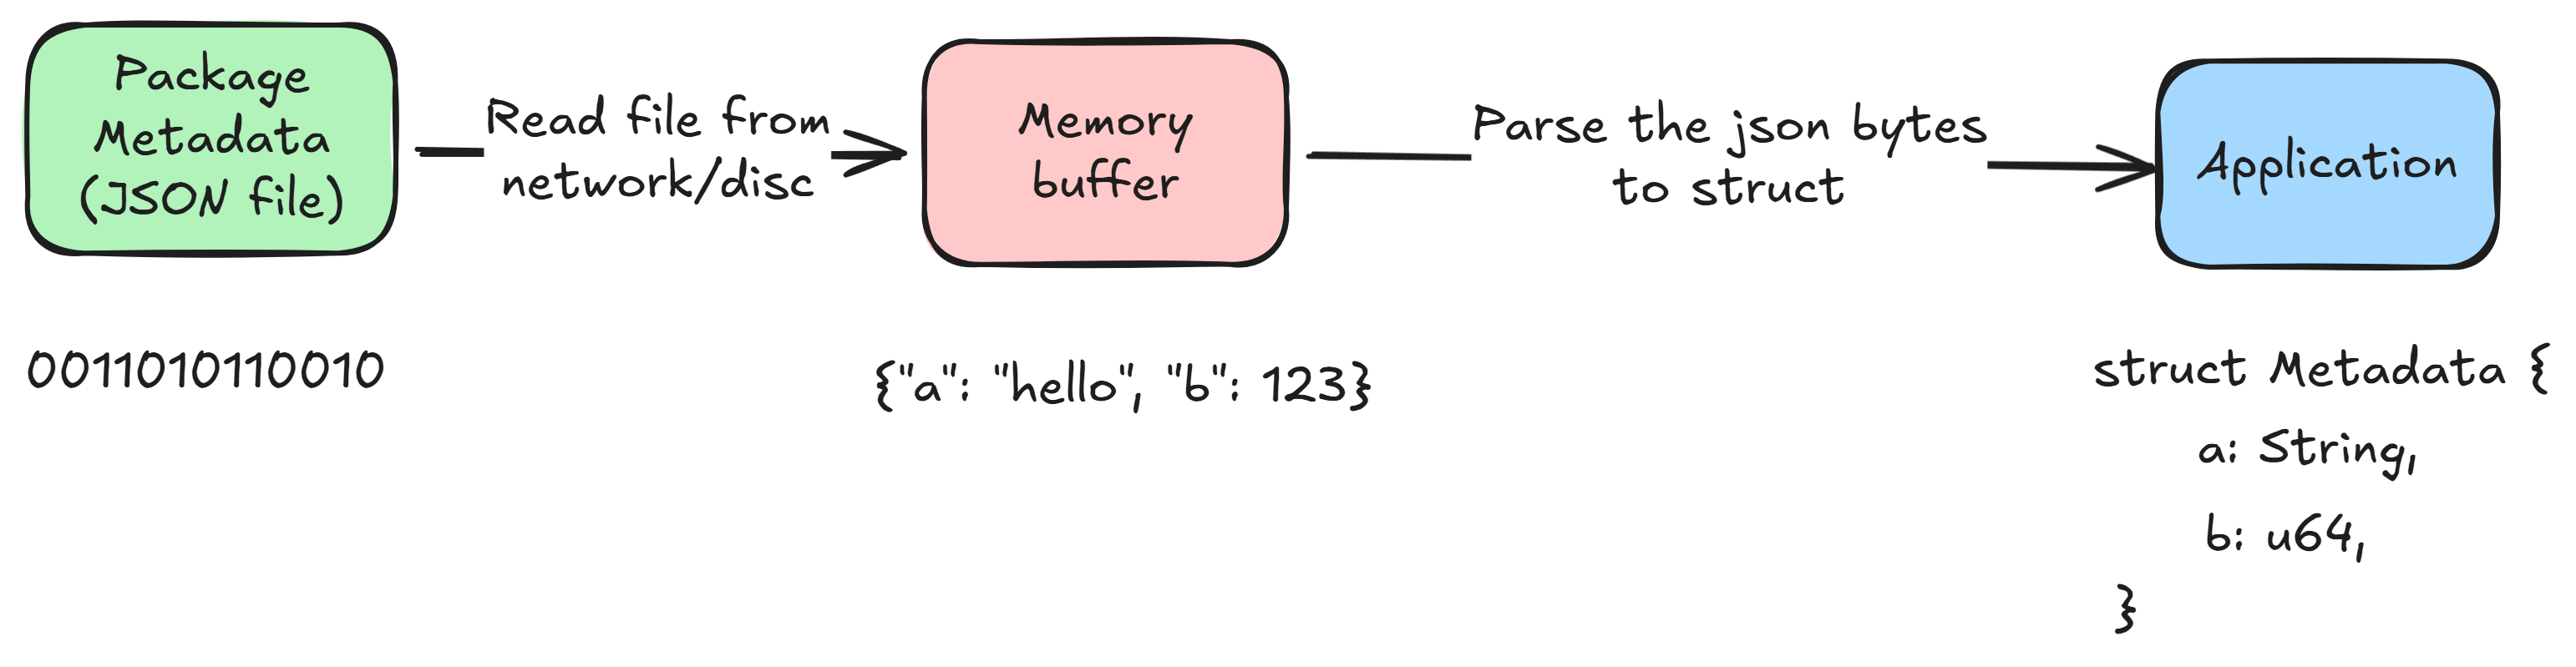 Package
Metadata
(JSON file)
Read file from
network/disc
Memory
buffer
Parse the json bytes
to struct
Application
0011010110010
{"a": "hello", "b": 123}
struct Metadata {
a: String,
b: u64,
}